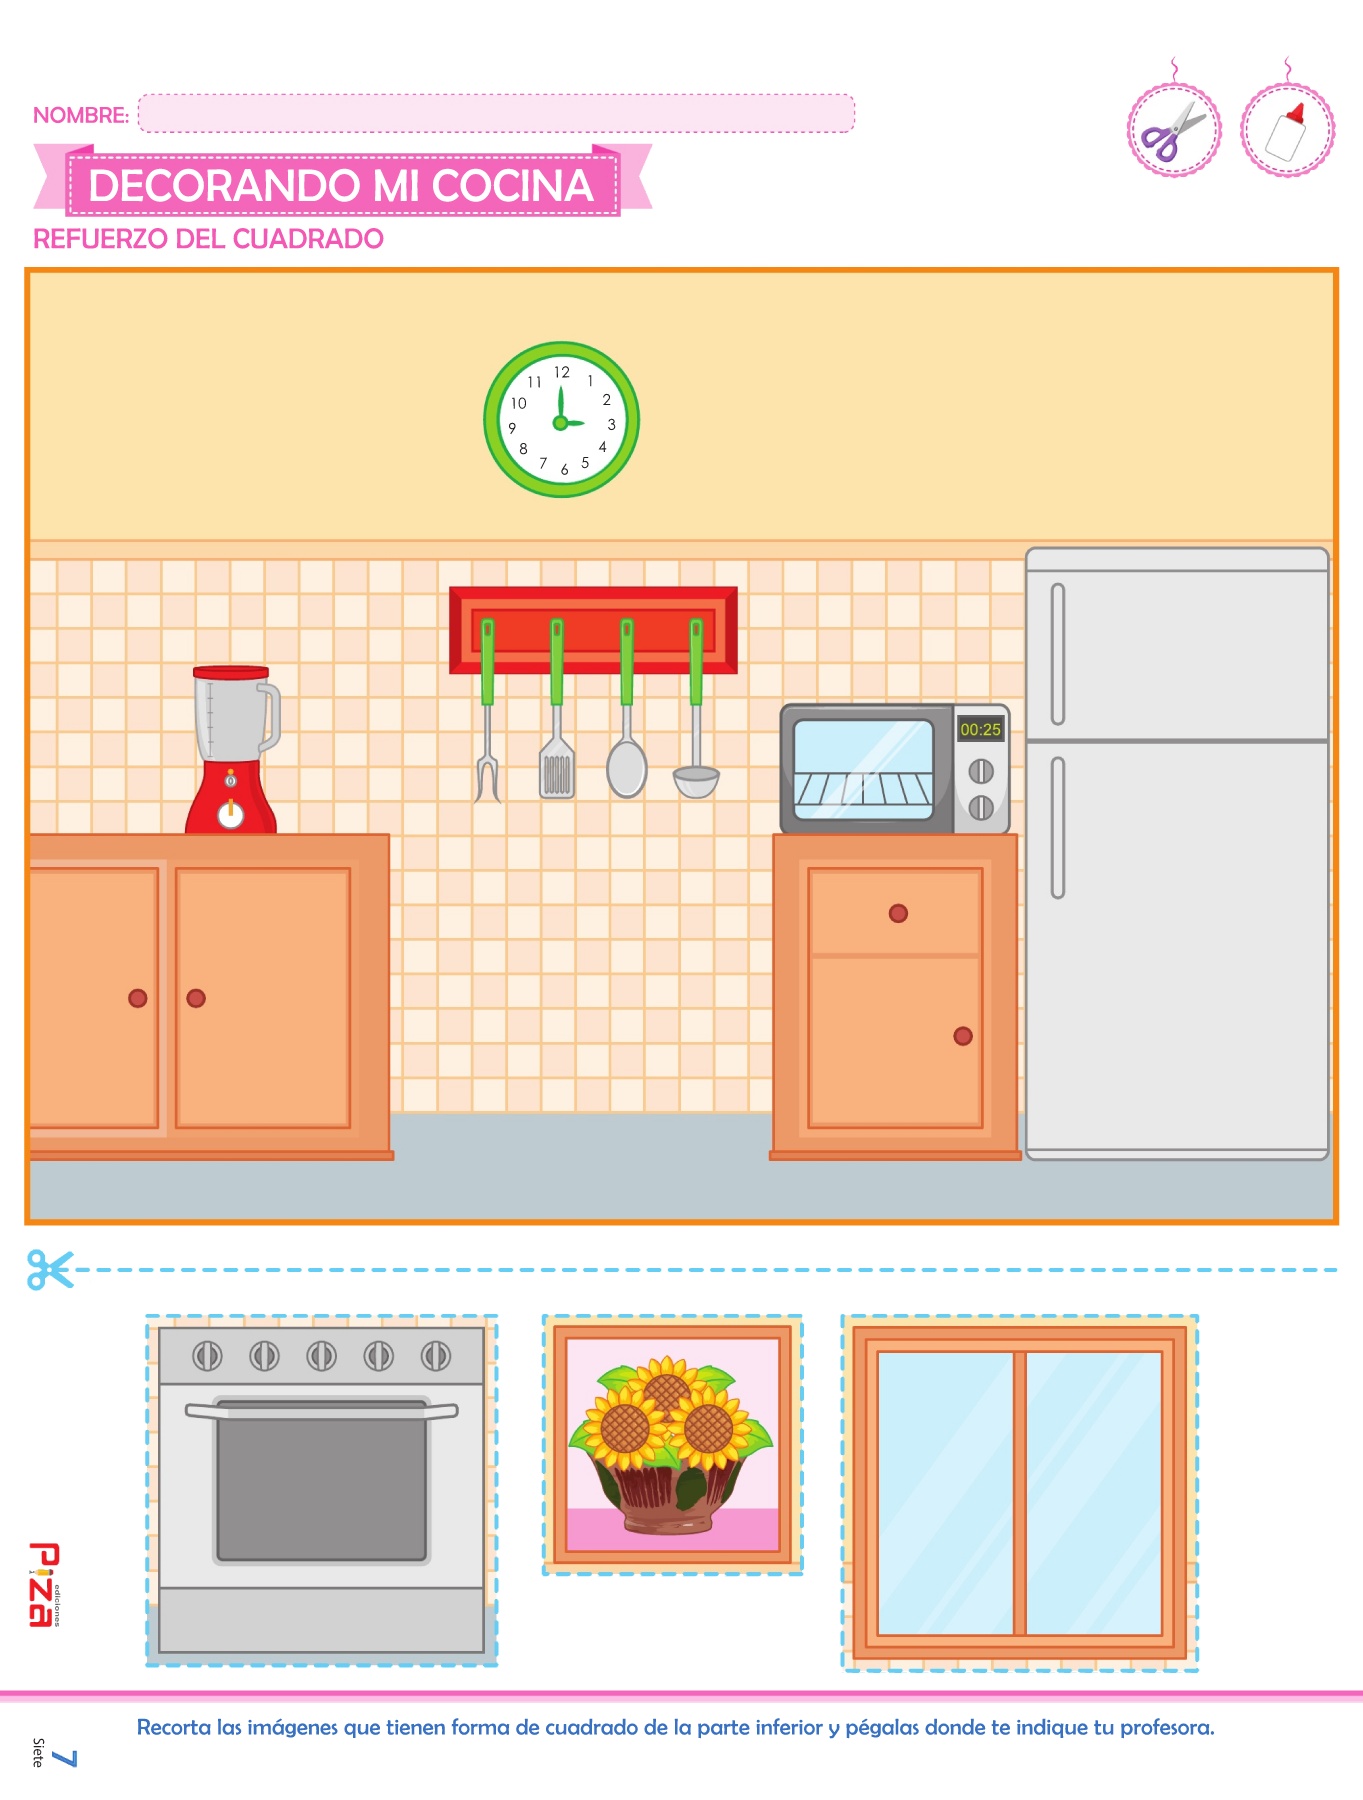 NOMBRE:
DECORANDO MI COCINA
REFUERZO DEL CUADRADO
12
11 1
10 2
9 3
8 4
7 6 5
00:25
Piza
ediciones
Recorta las imágenes que tienen forma de cuadrado de la parte inferior y pégalas donde te indique tu profesora.
7
Siete